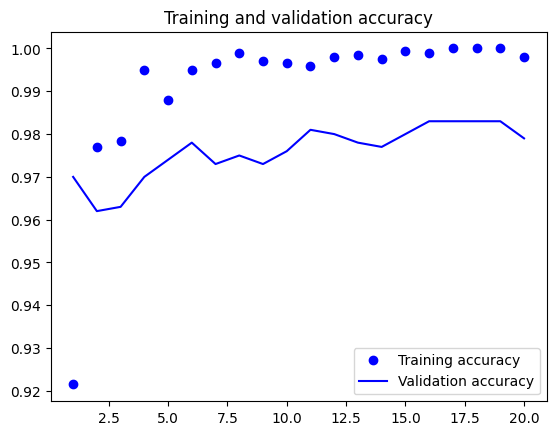 Training and validation accuracy
1.00
0.99
0.98
0.97
0.96
0.95
0.94
0.93
0.92
Training accuracy
Validation accuracy
2.5 5.0 7.5 10.0 12.5 15.0 17.5 20.0